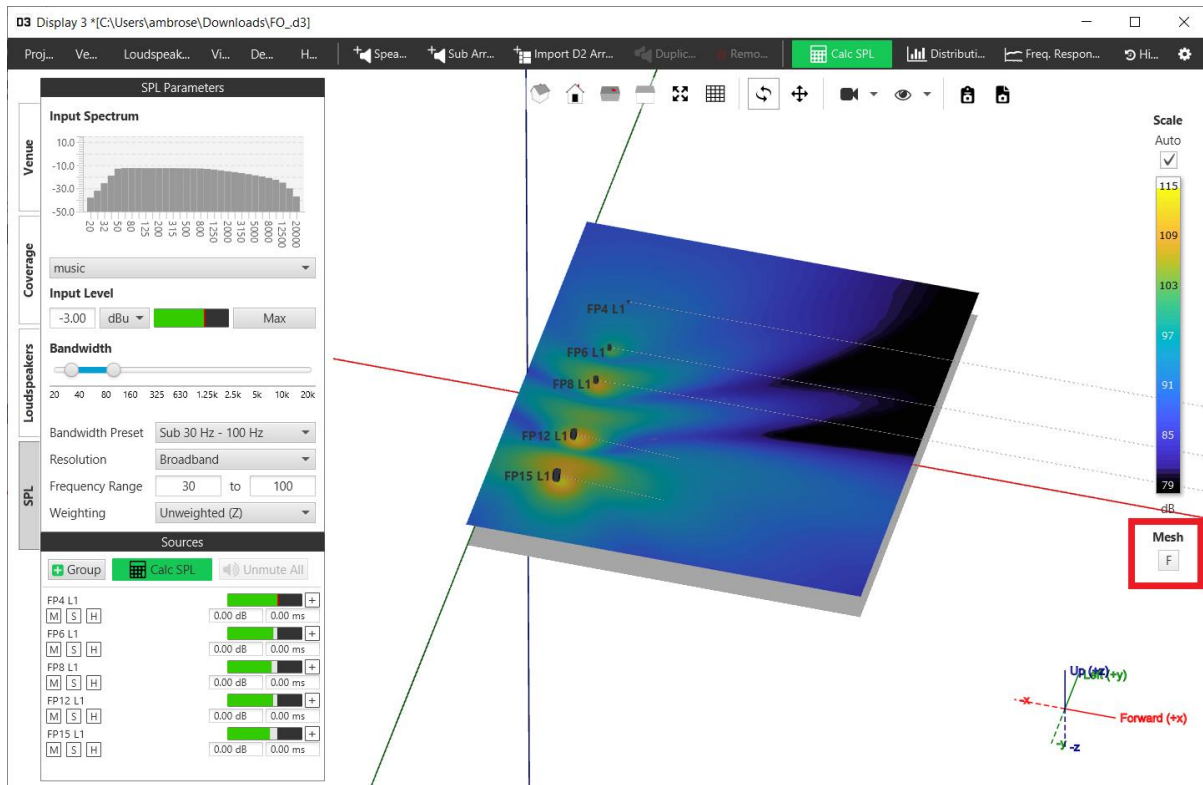 D3 Display 3 *[C:\Users\ambrose\Downloads\FO_.d3]
Proj... Ve... Loudspeak... Vi... De... H... Spea... Sub Arr... Import D2 Arr... Duplic... Remo... Calc SPL Distributi... Freq. Respon... Hi...
SPL Parameters
Input Spectrum
10.0
-10.0
-30.0
-50.0
20 32 50 80 125 200 315 500 800 1250 2000 3150 5000 8000 12500 20000
music
Input Level
-3.00 dBu Max
Bandwidth
20 40 80 160 325 630 1.25k 2.5k 5k 10k 20k
Bandwidth Preset Sub 30 Hz - 100 Hz
Resolution Broadband
Frequency Range 30 to 100
Weighting Unweighted (Z)
Sources
Group Calc SPL Unmute All
FP4 L1
M S H 0.00 dB 0.00 ms
FP6 L1
M S H 0.00 dB 0.00 ms
FP8 L1
M S H 0.00 dB 0.00 ms
FP12 L1
M S H 0.00 dB 0.00 ms
FP15 L1
M S H 0.00 dB 0.00 ms
Venue
Coverage
Loudspeakers
SPL
FP4 L1
FP6 L1
FP8 L1
FP12 L1
FP15 L1
Scale
Auto
115
109
103
97
91
85
79
dB
Mesh
F
Up (+z)
Left (+y)
-x
Forward (+x)
-y
-z